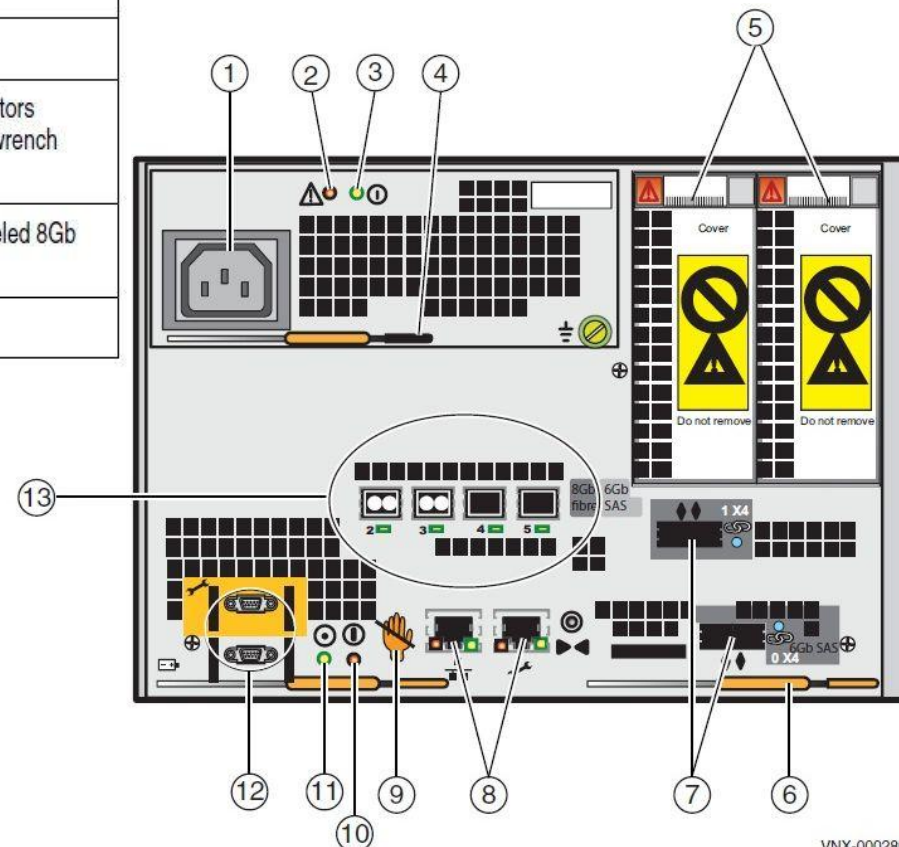 tors
wrench
eled 8Gb
5
1
2
3
4
Cover
Cover
Do not remove
Do not remove
13
8Gb 6Gb
fibre SAS
2
3
4
5
1 X4
6Gb SAS
0 X4
12
11
10
9
8
7
6
VNX-00028